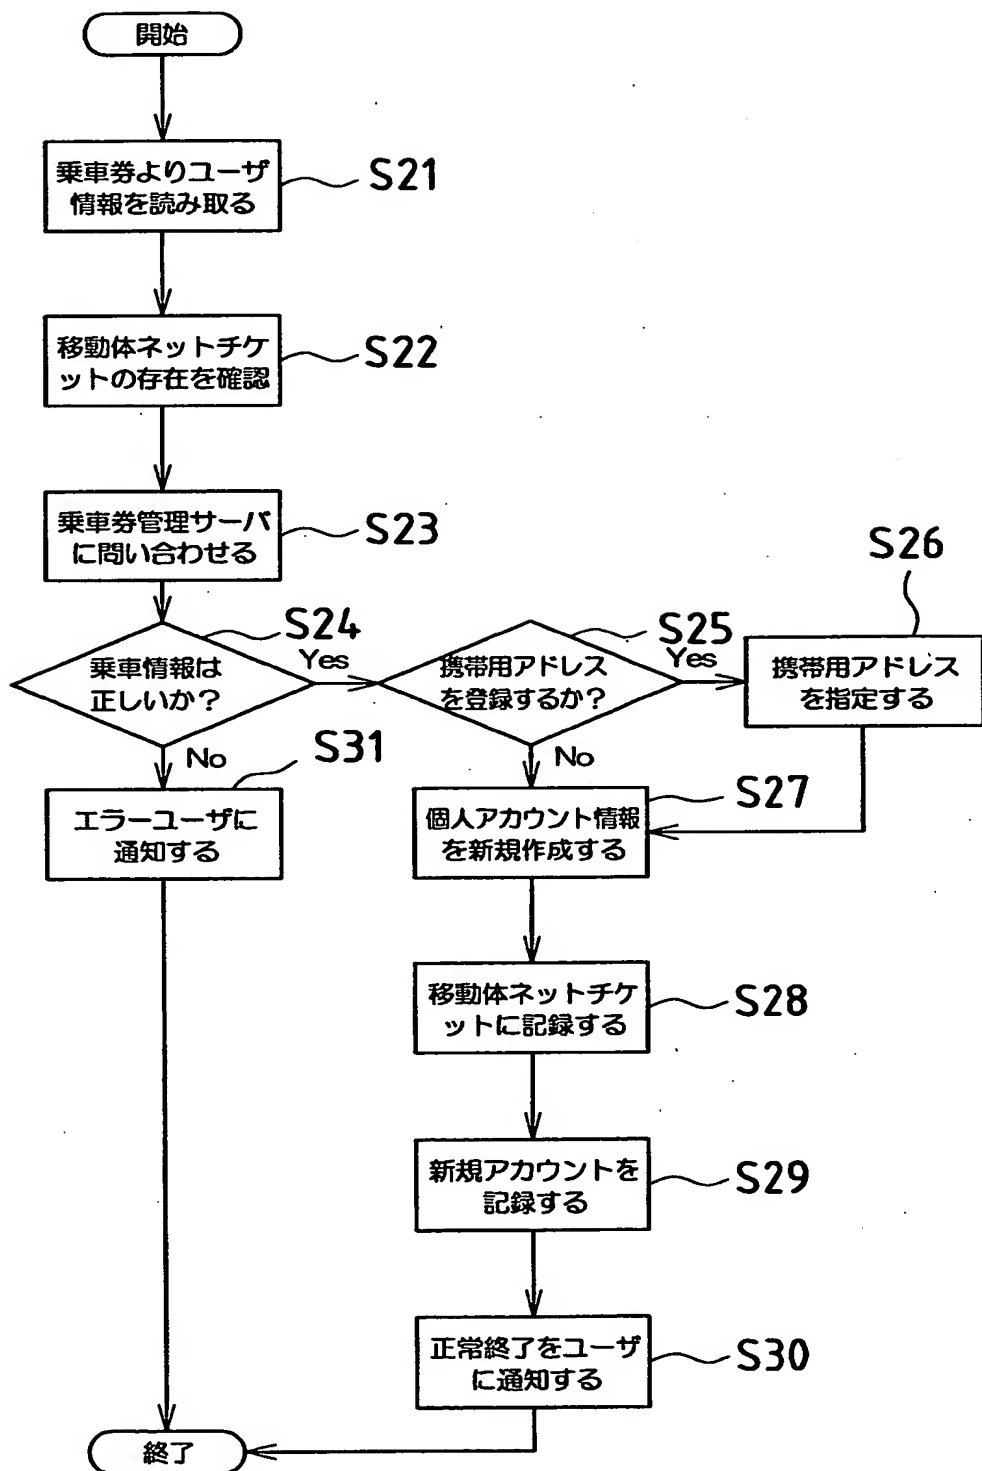 開始
乗車券よりユーザ
情報を読み取る
S21
移動体ネットチケ
ットの存在を確認
S22
乗車券管理サーバ
に問い合わせる
S23
乗車情報は
正しいか?
S24
Yes
No
携帯用アドレス
を登録するか?
S25
Yes
No
携帯用アドレス
を指定する
S26
エラーユーザに
通知する
S31
個人アカウント情報
を新規作成する
S27
移動体ネットチケ
ットに記録する
S28
新規アカウントを
記録する
S29
正常終了をユーザ
に通知する
S30
終了